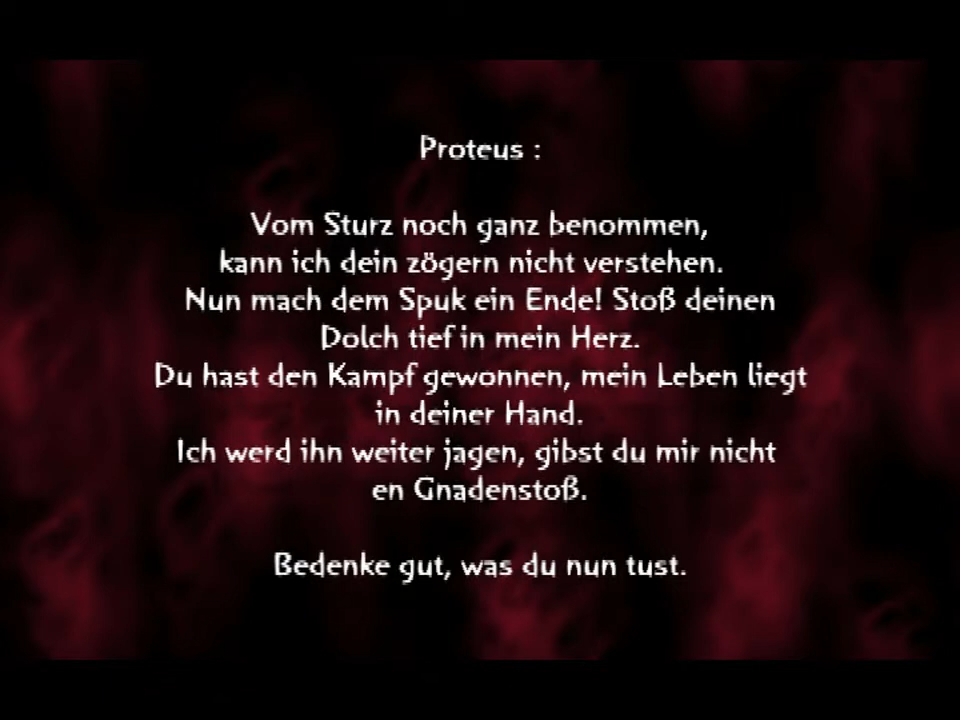 Proteus :
Vom Sturz noch ganz benommen,
kann ich dein zögern nicht verstehen.
Nun mach dem Spuk ein Ende! Stoß deinen
Dolch tief in mein Herz.
Du hast den Kampf gewonnen, mein Leben liegt
in deiner Hand.
Ich werd ihn weiter jagen, gibst du mir nicht
en Gnadenstoß.
Bedenke gut, was du nun tust.